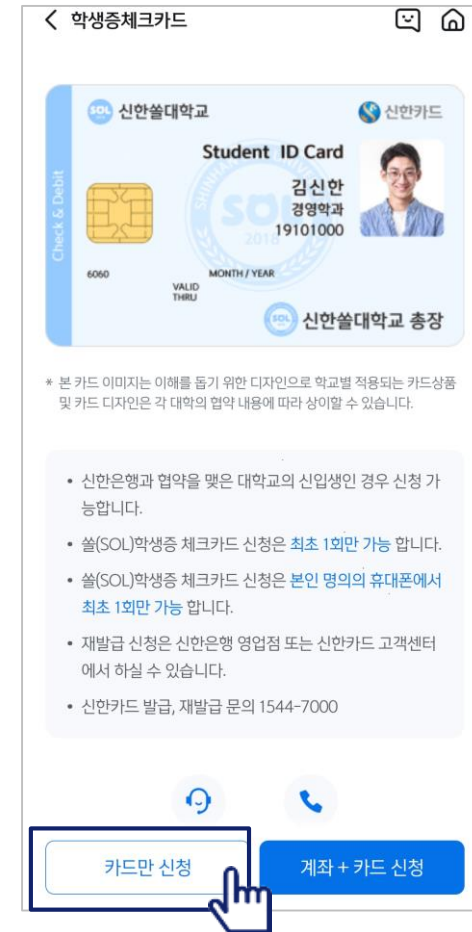 학생증체크카드
SOL 신한쏠대학교
신한카드
Student ID Card
김신한
경영학과
19101000
Check & Debit
SOL
2018
6060
MONTH / YEAR
VALID
THRU
SOL 신한쏠대학교 총장
* 본 카드 이미지는 이해를 돕기 위한 디자인으로 학교별 적용되는 카드상품
및 카드 디자인은 각 대학의 협약 내용에 따라 상이할 수 있습니다.
• 신한은행과 협약을 맺은 대학교의 신입생인 경우 신청 가
능합니다.
• 쏠(SOL)학생증 체크카드 신청은 최초 1회만 가능 합니다.
• 쏠(SOL)학생증 체크카드 신청은 본인 명의의 휴대폰에서
최초 1회만 가능 합니다.
• 재발급 신청은 신한은행 영업점 또는 신한카드 고객센터
에서 하실 수 있습니다.
• 신한카드 발급, 재발급 문의 1544-7000
카드만 신청
계좌 + 카드 신청